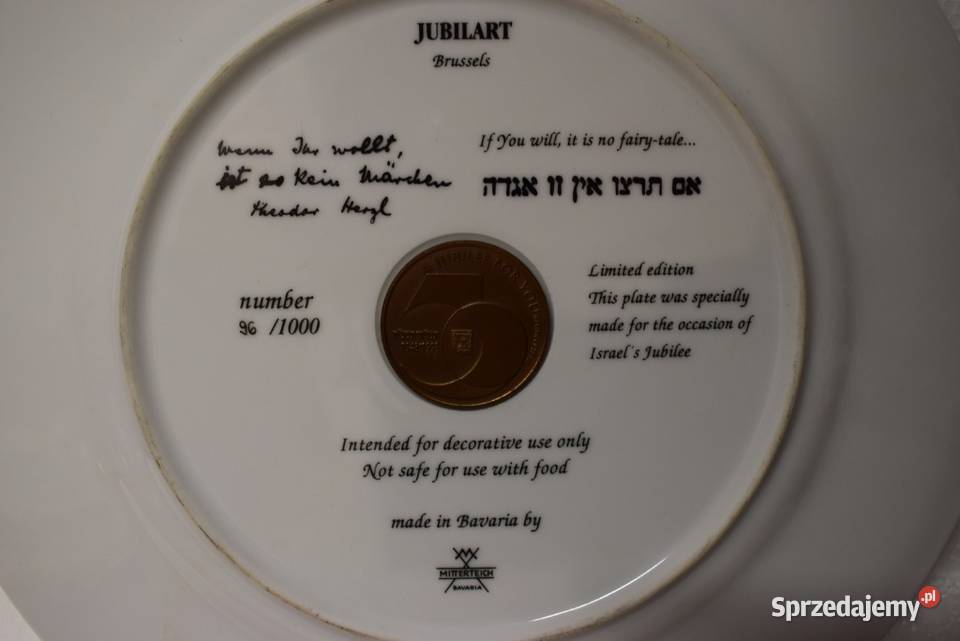 JUBILART
Brussels
Wenn Ihr wollt,
ist es kein Märchen
Theodor Herzl
If You will, it is no fairy-tale...
אם תרצו אין זו אגדה
number
96 /1000
Limited edition
This plate was specially
made for the occasion of
Israel's Jubilee
Intended for decorative use only
Not safe for use with food
made in Bavaria by
MITTERTEICH
BAVARIA
Sprzedajemy.pl